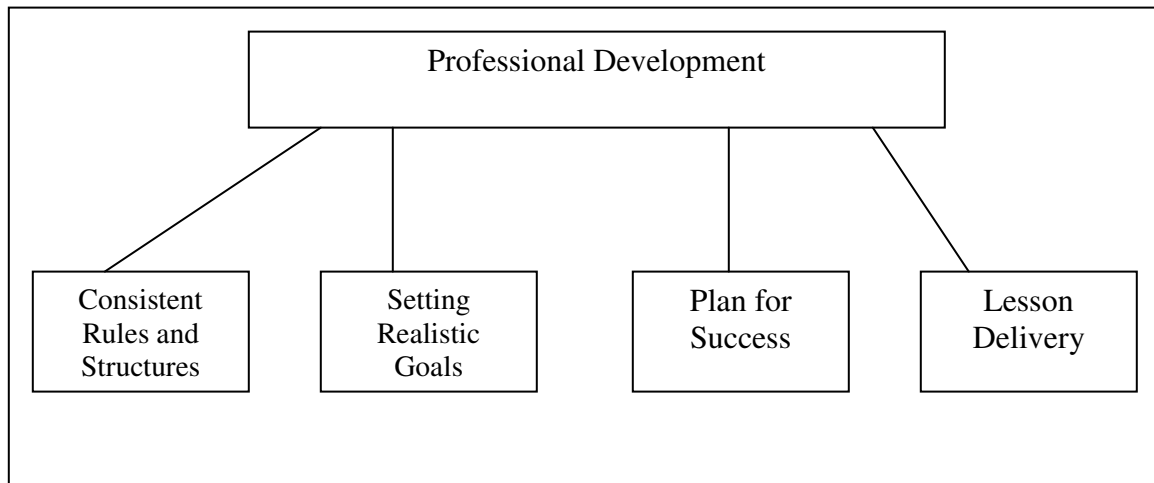 Professional Development
Consistent
Rules and
Structures
Setting
Realistic
Goals
Plan for
Success
Lesson
Delivery